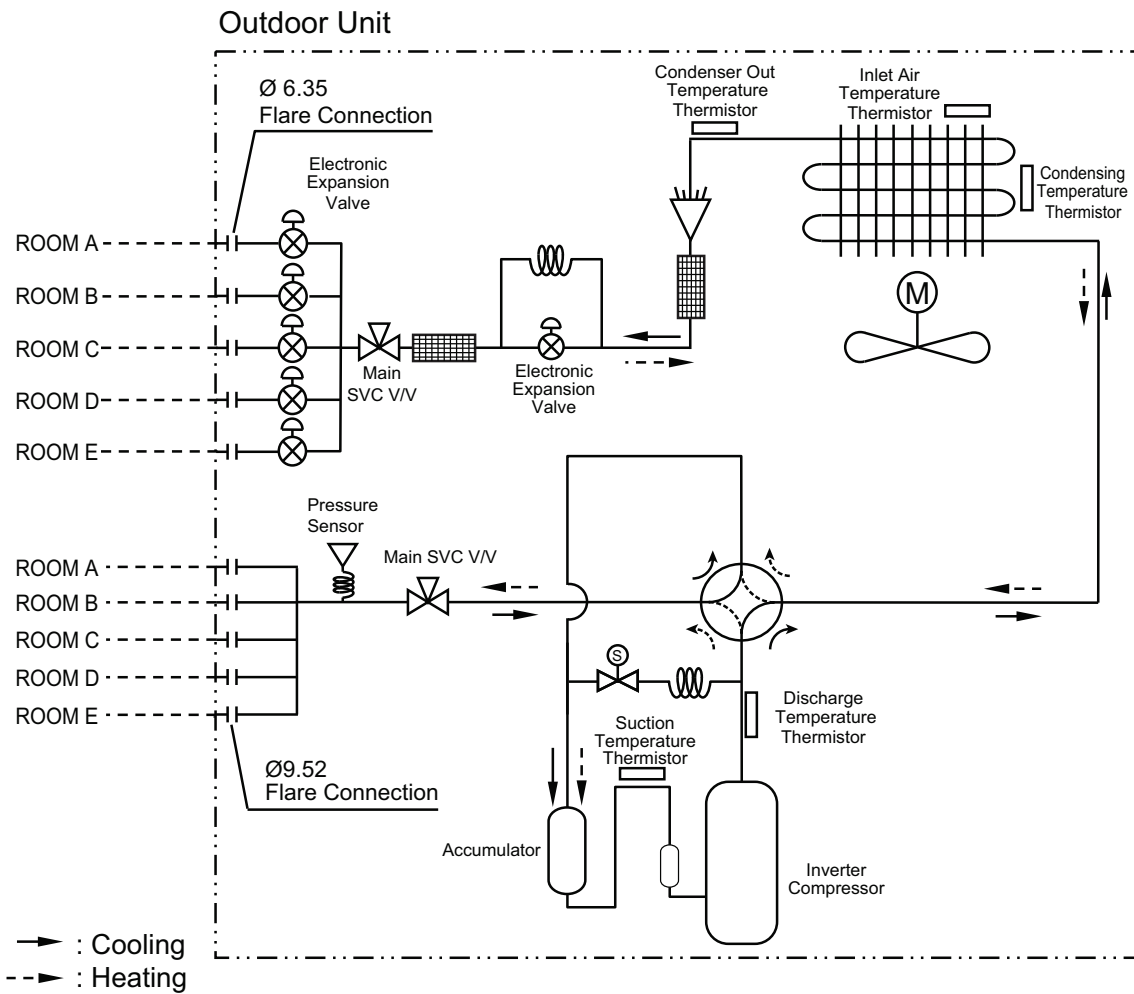 Outdoor Unit
Ø 6.35
Flare Connection
Condenser Out
Temperature
Thermistor
Inlet Air
Temperature
Thermistor
Electronic
Expansion
Valve
Condensing
Temperature
Thermistor
ROOM A
ROOM B
ROOM C
ROOM D
ROOM E
M
Main
SVC V/V
Electronic
Expansion
Valve
Pressure
Sensor
Main SVC V/V
ROOM A
ROOM B
ROOM C
ROOM D
ROOM E
S
Discharge
Temperature
Thermistor
Suction
Temperature
Thermistor
Ø9.52
Flare Connection
Accumulator
Inverter
Compressor
: Cooling
: Heating